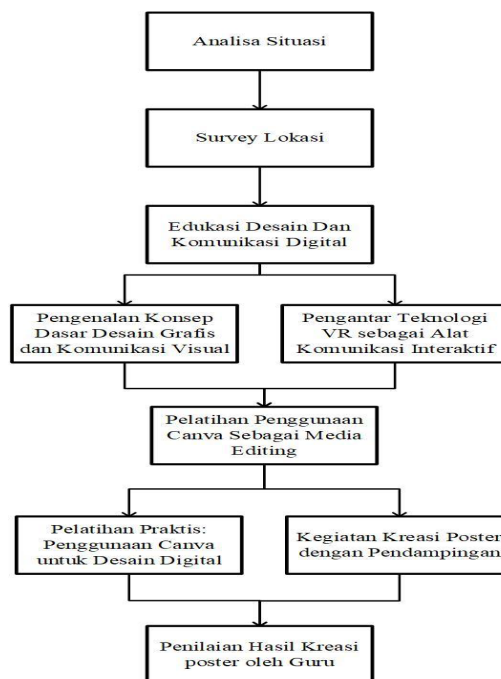 Analisa Situasi
Survey Lokasi
Edukasi Desain Dan
Komunikasi Digital
Pengenalan Konsep
Dasar Desain Grafis
dan Komunikasi Visual
Pengantar Teknologi
VR sebagai Alat
Komunikasi Interaktif
Pelatihan Penggunaan
Canva Sebagai Media
Editing
Pelatihan Praktis:
Penggunaan Canva
untuk Desain Digital
Kegiatan Kreasi Poster
dengan Pendampingan
Penilaian Hasil Kreasi
poster oleh Guru